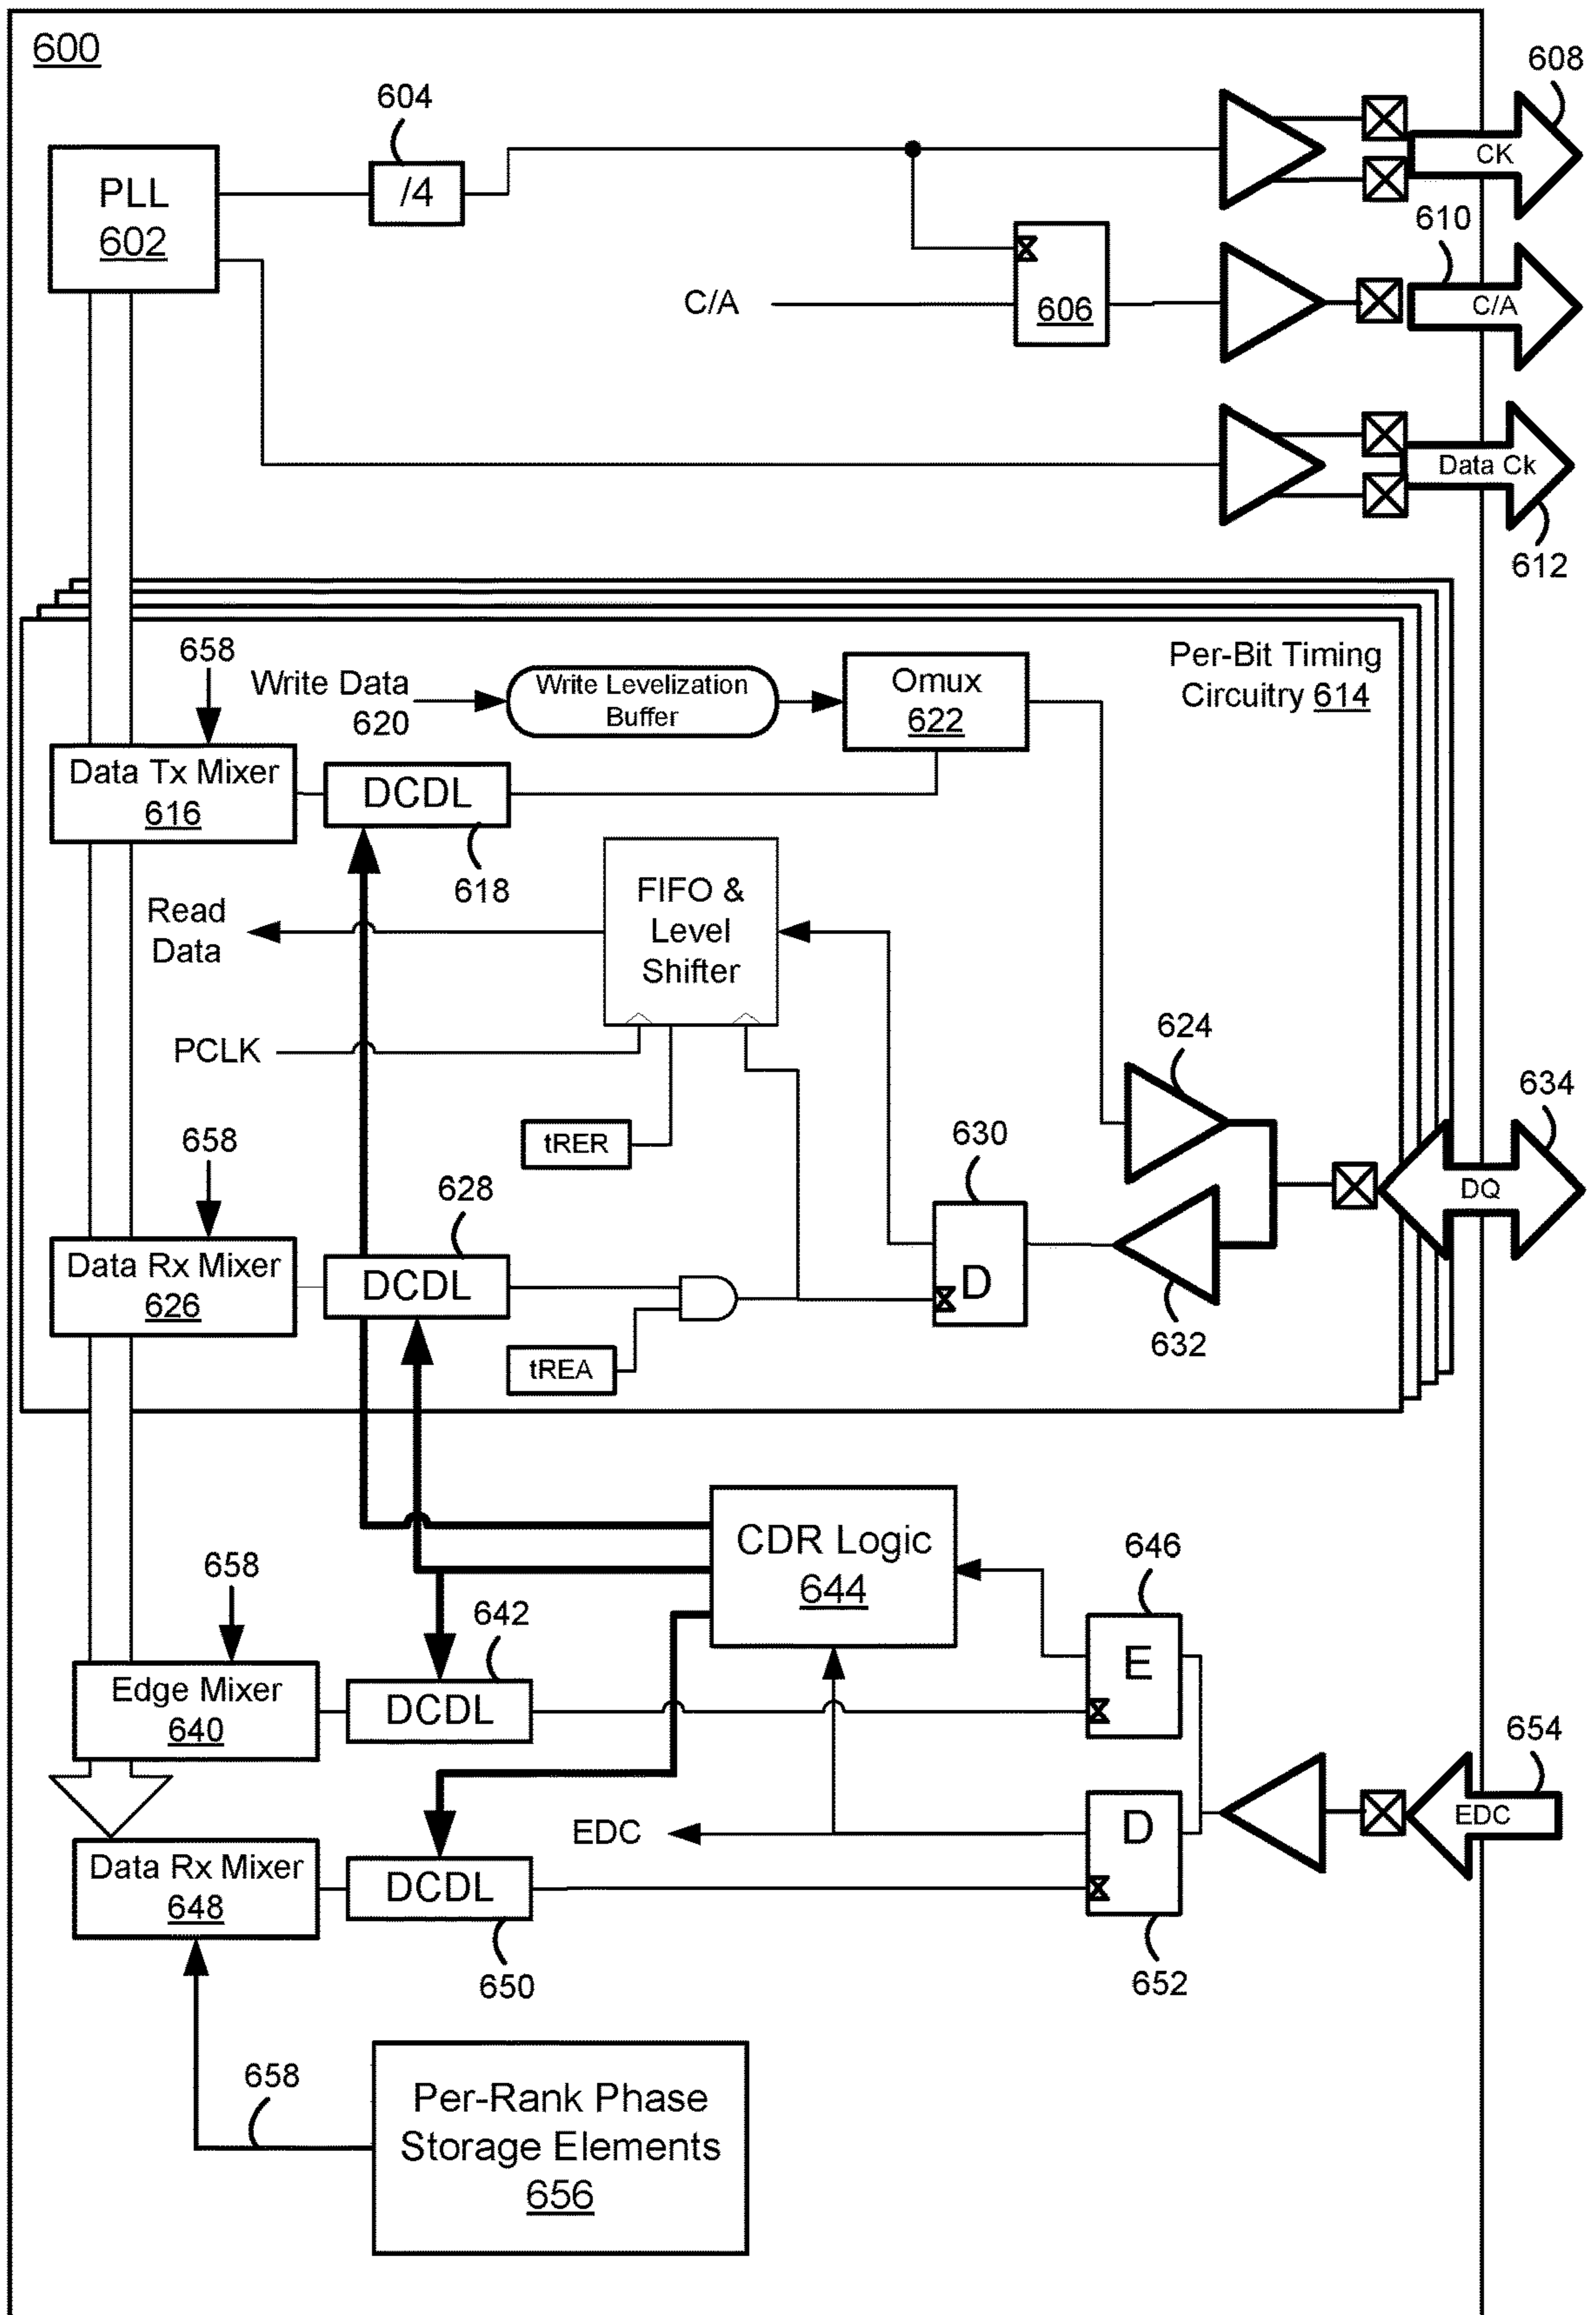 600
604
608
PLL
602
/4
CK
610
C/A
606
C/A
Data Ck
612
658
Write Data
620
Write Levelization
Buffer
Omux
622
Per-Bit Timing
Circuitry 614
Data Tx Mixer
616
DCDL
618
Read
Data
FIFO &
Level
Shifter
PCLK
624
634
tRER
630
658
628
DQ
Data Rx Mixer
626
DCDL
D
632
tREA
CDR Logic
644
646
658
642
E
Edge Mixer
640
DCDL
654
EDC
D
EDC
Data Rx Mixer
648
DCDL
650
652
658
Per-Rank Phase
Storage Elements
656